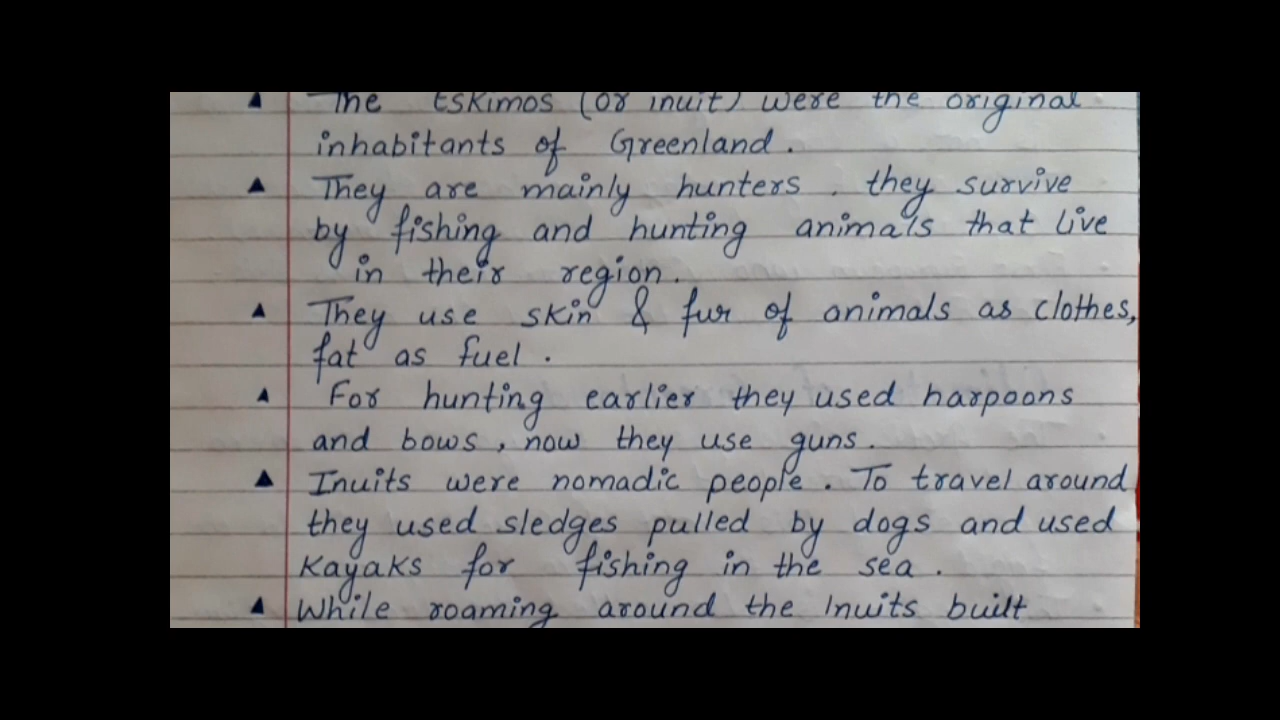 ▲ The Eskimos (or inuit) were the original
inhabitants of Greenland.
▲ They are mainly hunters. they survive
by fishing and hunting animals that live
in their region.
▲ They use skin & fur of animals as clothes,
fat as fuel.
▲ For hunting earlier they used harpoons
and bows, now they use guns.
▲ Inuits were nomadic people. To travel around
they used sledges pulled by dogs and used
Kayaks for fishing in the sea.
▲ While roaming around the Inuits built